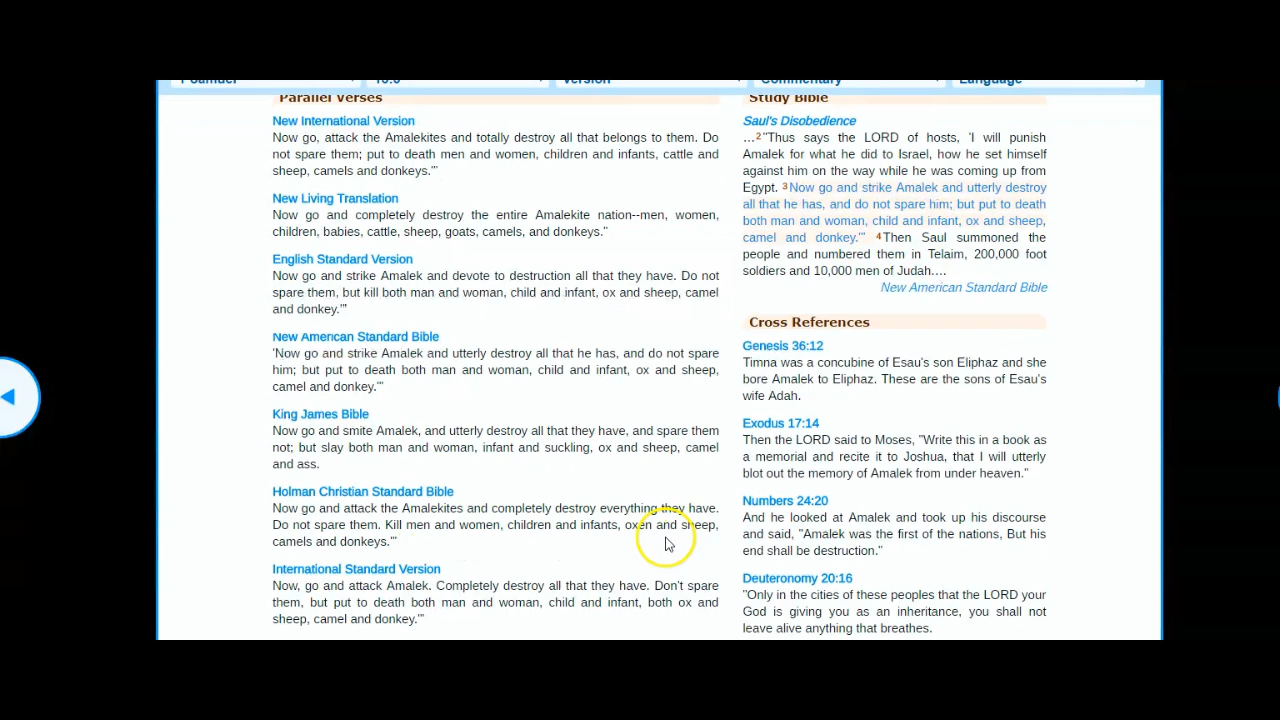 Parallel Verses
New International Version
Now go, attack the Amalekites and totally destroy all that belongs to them. Do
not spare them; put to death men and women, children and infants, cattle and
sheep, camels and donkeys.'"
New Living Translation
Now go and completely destroy the entire Amalekite nation--men, women,
children, babies, cattle, sheep, goats, camels, and donkeys."
English Standard Version
Now go and strike Amalek and devote to destruction all that they have. Do not
spare them, but kill both man and woman, child and infant, ox and sheep, camel
and donkey.'"
New American Standard Bible
'Now go and strike Amalek and utterly destroy all that he has, and do not spare
him; but put to death both man and woman, child and infant, ox and sheep,
camel and donkey.'"
King James Bible
Now go and smite Amalek, and utterly destroy all that they have, and spare them
not; but slay both man and woman, infant and suckling, ox and sheep, camel
and ass.
Holman Christian Standard Bible
Now go and attack the Amalekites and completely destroy everything they have.
Do not spare them. Kill men and women, children and infants, oxen and sheep,
camels and donkeys.'"
International Standard Version
Now, go and attack Amalek. Completely destroy all that they have. Don't spare
them, but put to death both man and woman, child and infant, both ox and
sheep, camel and donkey.'"
Study Bible
Saul's Disobedience
…2"Thus says the LORD of hosts, 'I will punish
Amalek for what he did to Israel, how he set himself
against him on the way while he was coming up from
Egypt. 3Now go and strike Amalek and utterly destroy
all that he has, and do not spare him; but put to death
both man and woman, child and infant, ox and sheep,
camel and donkey.'" 4Then Saul summoned the
people and numbered them in Telaim, 200,000 foot
soldiers and 10,000 men of Judah.…
New American Standard Bible
Cross References
Genesis 36:12
Timna was a concubine of Esau's son Eliphaz and she
bore Amalek to Eliphaz. These are the sons of Esau's
wife Adah.
Exodus 17:14
Then the LORD said to Moses, "Write this in a book as
a memorial and recite it to Joshua, that I will utterly
blot out the memory of Amalek from under heaven."
Numbers 24:20
And he looked at Amalek and took up his discourse
and said, "Amalek was the first of the nations, But his
end shall be destruction."
Deuteronomy 20:16
"Only in the cities of these peoples that the LORD your
God is giving you as an inheritance, you shall not
leave alive anything that breathes.